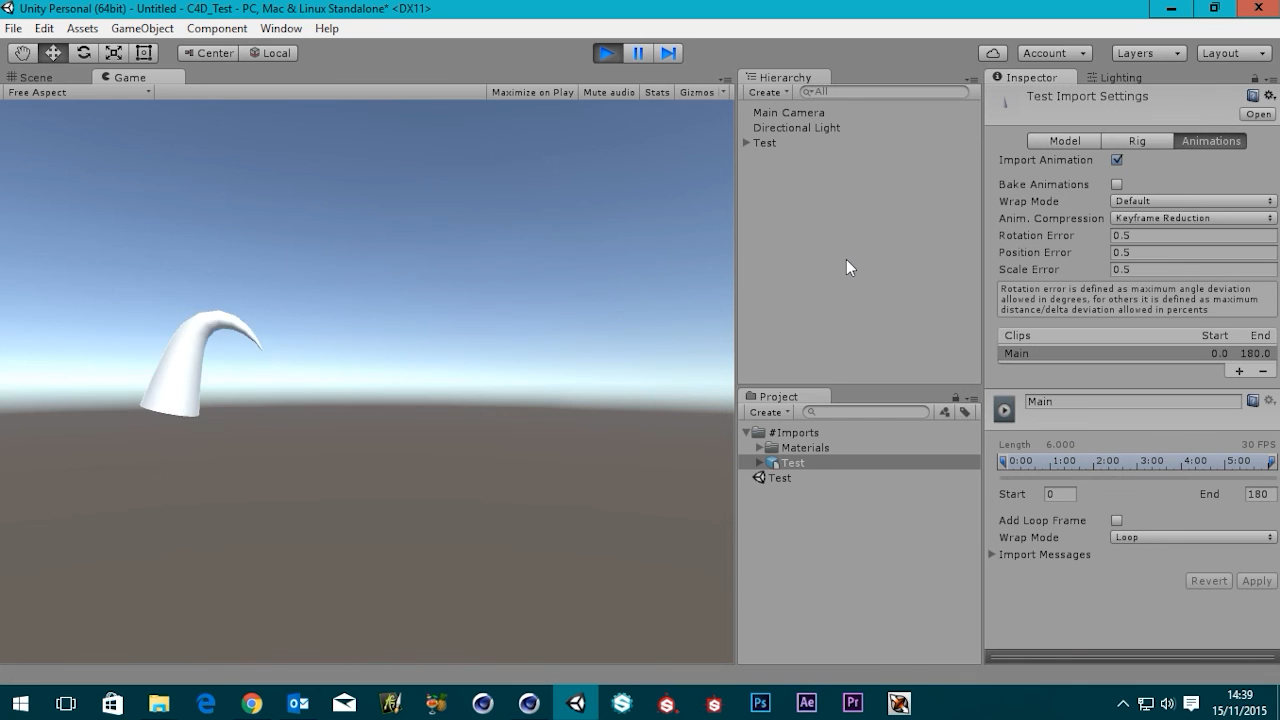 Unity Personal (64bit) - Untitled - C4D_Test - PC, Mac & Linux Standalone* <DX11>
File Edit Assets GameObject Component Window Help
Center Local Account Layers Layout
Scene Game
Free Aspect Maximize on Play Mute audio Stats Gizmos
Hierarchy
Create All
Main Camera
Directional Light
Test
Project
Create
#Imports
Materials
Test
Test
Inspector Lighting
Test Import Settings
Open
Model Rig Animations
Import Animation
Bake Animations
Wrap Mode Default
Anim. Compression Keyframe Reduction
Rotation Error 0.5
Position Error 0.5
Scale Error 0.5
Rotation error is defined as maximum angle deviation
allowed in degrees, for others it is defined as maximum
distance/delta deviation allowed in percents
Clips Start End
Main 0.0 180.0
Main
Length 6.000 30 FPS
0:00 1:00 2:00 3:00 4:00 5:00
Start 0 End 180
Add Loop Frame
Wrap Mode Loop
Import Messages
Revert Apply
Ps Ae Pr
14:39
15/11/2015